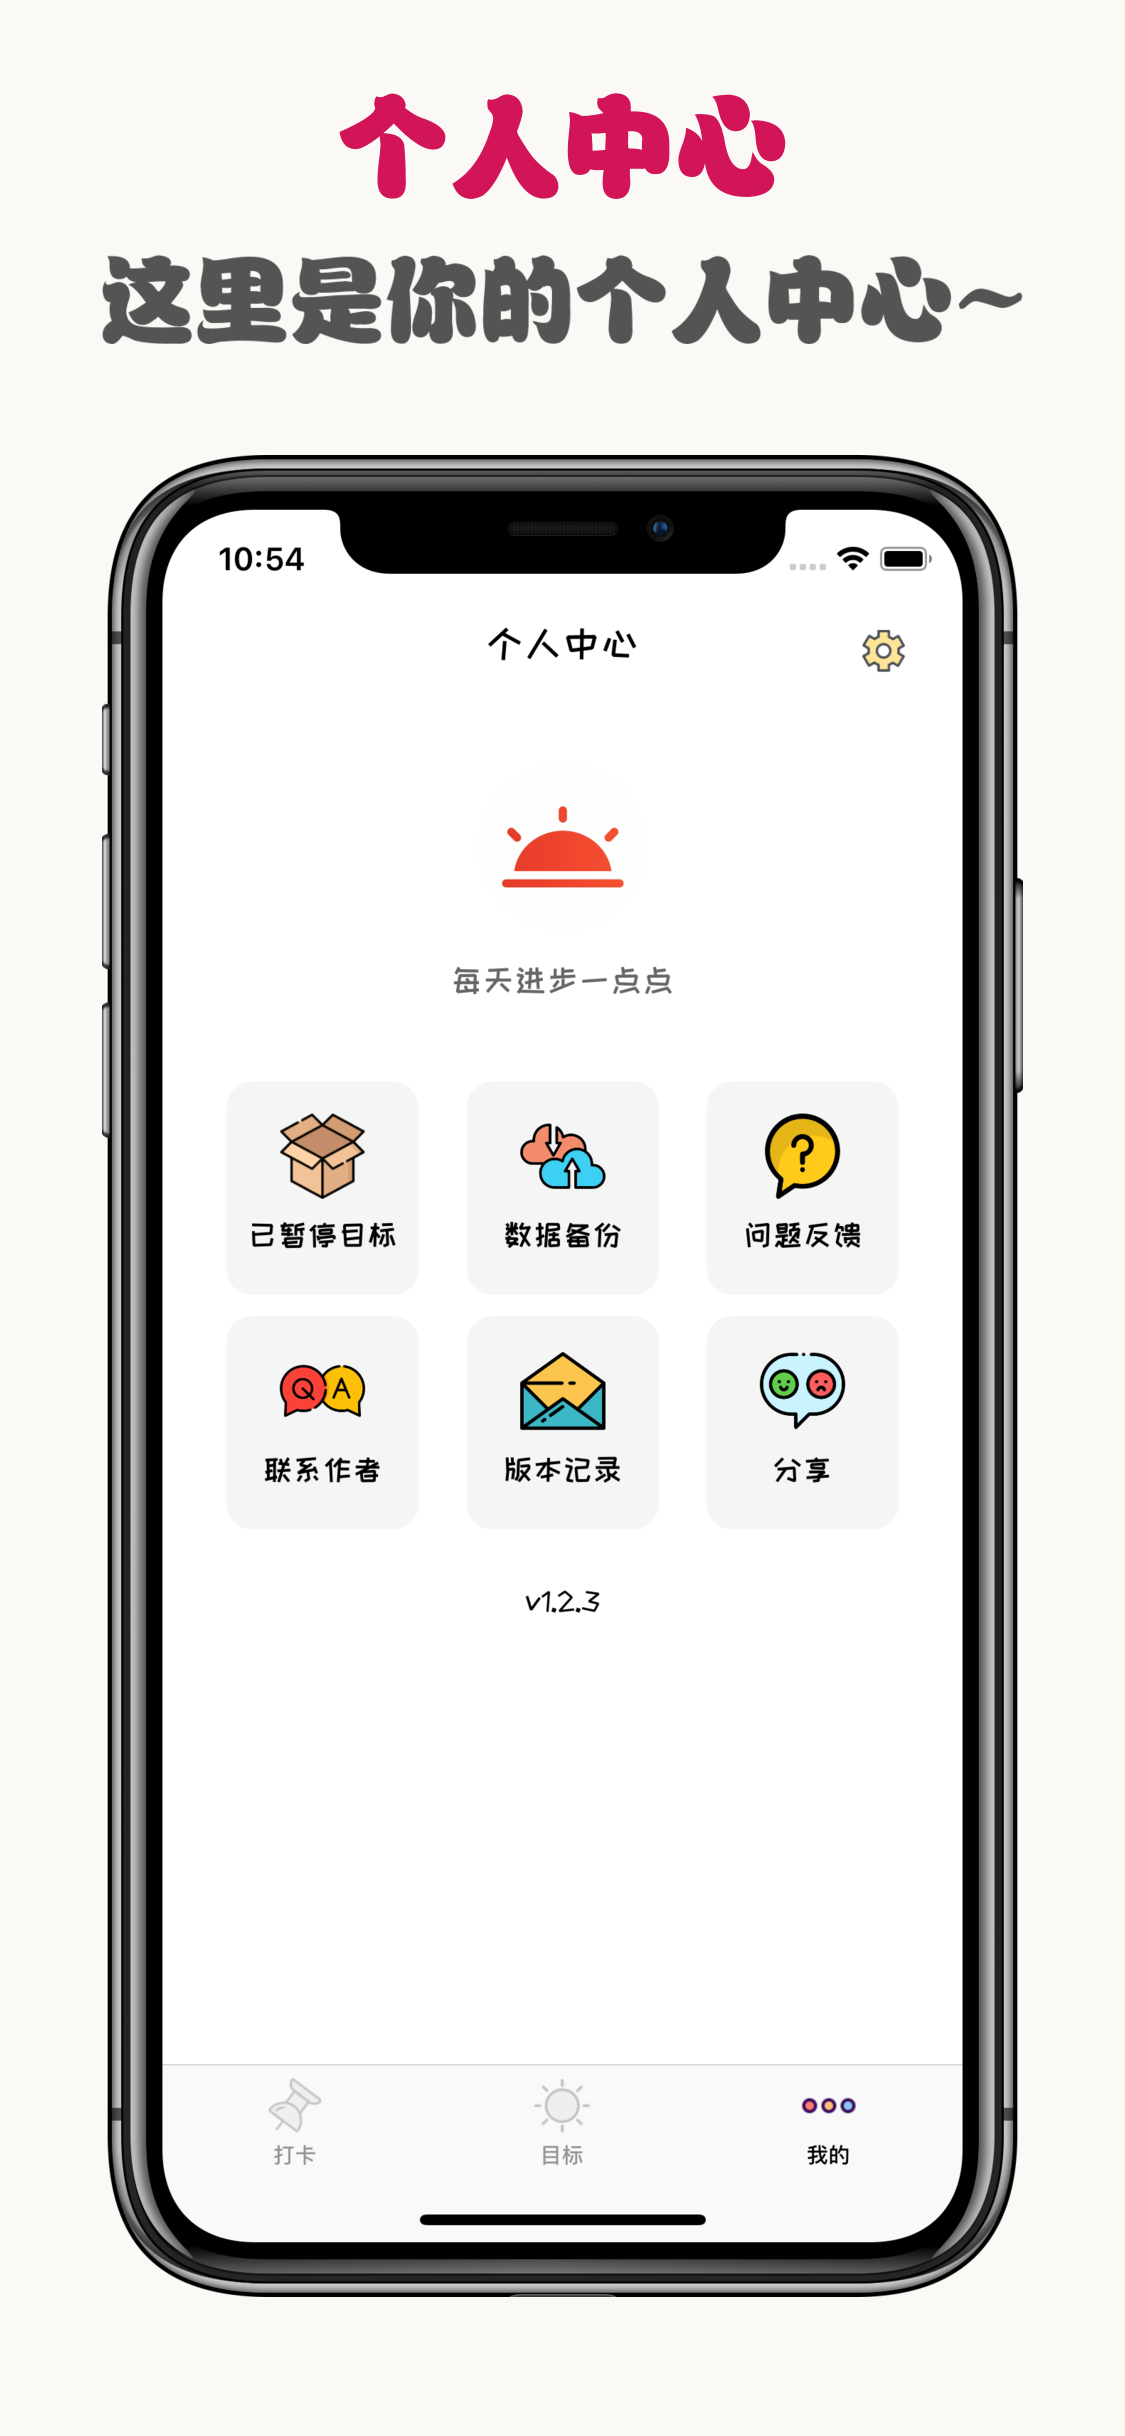 个人中心
这里是你的个人中心~
10:54
个人中心
每天进步一点点
已暂停目标
数据备份
问题反馈
Q A
联系作者
版本记录
分享
v1.2.3
打卡
目标
我的